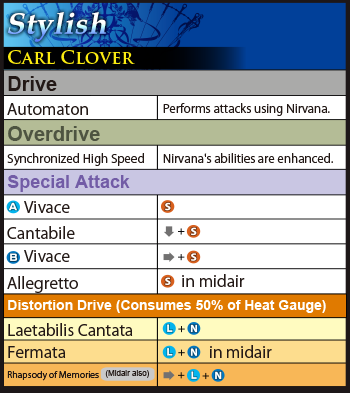 Stylish
CARL CLOVER
Drive
Automaton Performs attacks using Nirvana.
Overdrive
Synchronized High Speed Nirvana's abilities are enhanced.
Special Attack
A Vivace S
Cantabile + S
B Vivace + S
Allegretto S in midair
Distortion Drive (Consumes 50% of Heat Gauge)
Laetabilis Cantata L + N
Fermata L + N in midair
Rhapsody of Memories (Midair also) + L + N